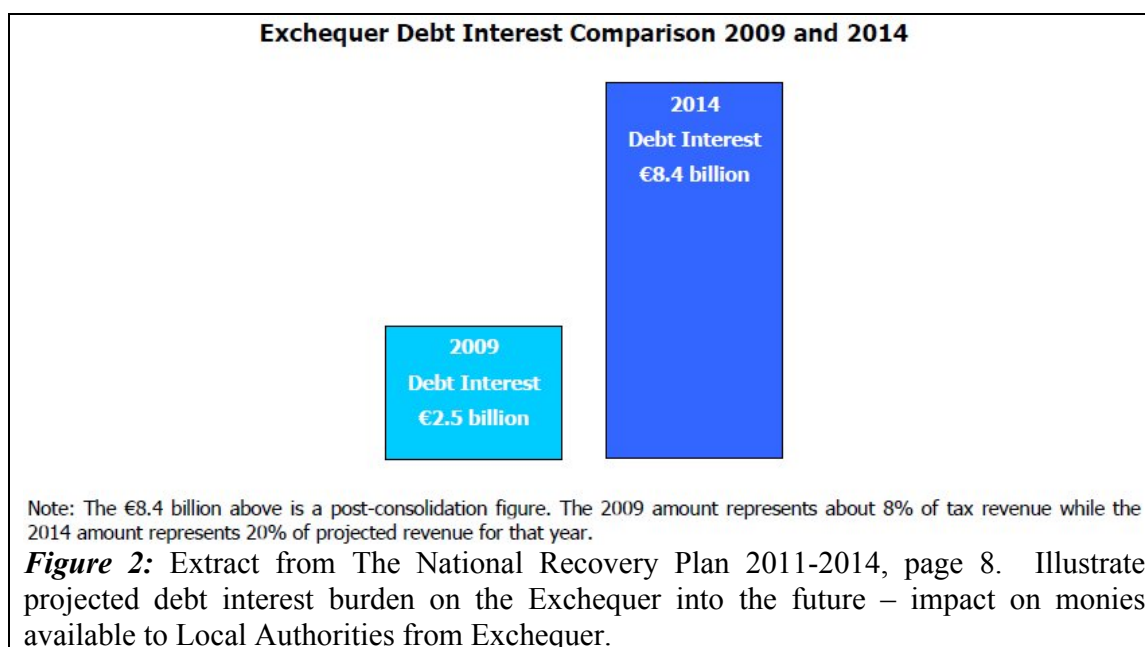 Exchequer Debt Interest Comparison 2009 and 2014
2014
Debt Interest
€8.4 billion
2009
Debt Interest
€2.5 billion
Note: The €8.4 billion above is a post-consolidation figure. The 2009 amount represents about 8% of tax revenue while the
2014 amount represents 20% of projected revenue for that year.
Figure 2: Extract from The National Recovery Plan 2011-2014, page 8. Illustrate
projected debt interest burden on the Exchequer into the future – impact on monies
available to Local Authorities from Exchequer.